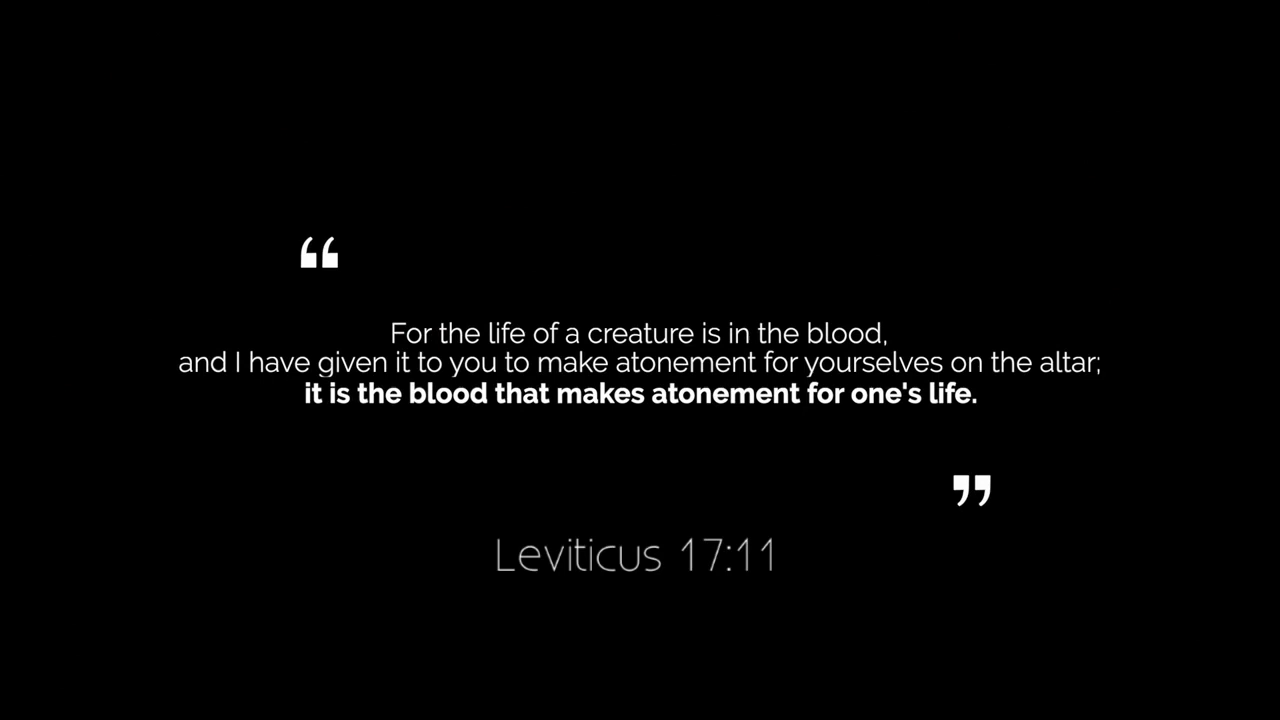 “
For the life of a creature is in the blood,
and I have given it to you to make atonement for yourselves on the altar;
it is the blood that makes atonement for one's life.
”
Leviticus 17:11